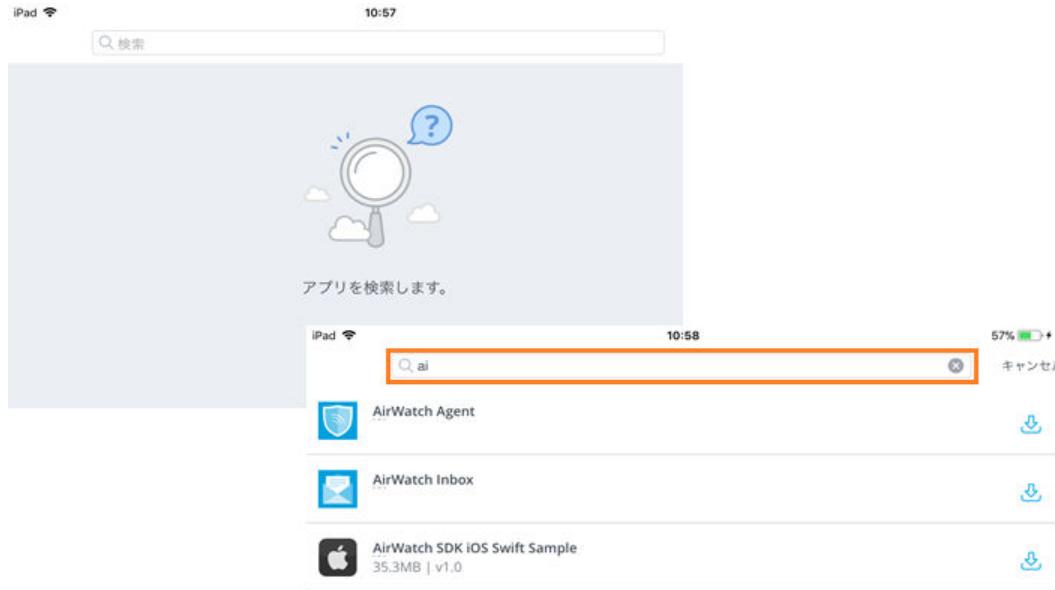 iPad 10:57
検索
?
アプリを検索します。
iPad 10:58 57%
ai
キャンセル
AirWatch Agent
AirWatch Inbox
AirWatch SDK iOS Swift Sample
35.3MB | v1.0